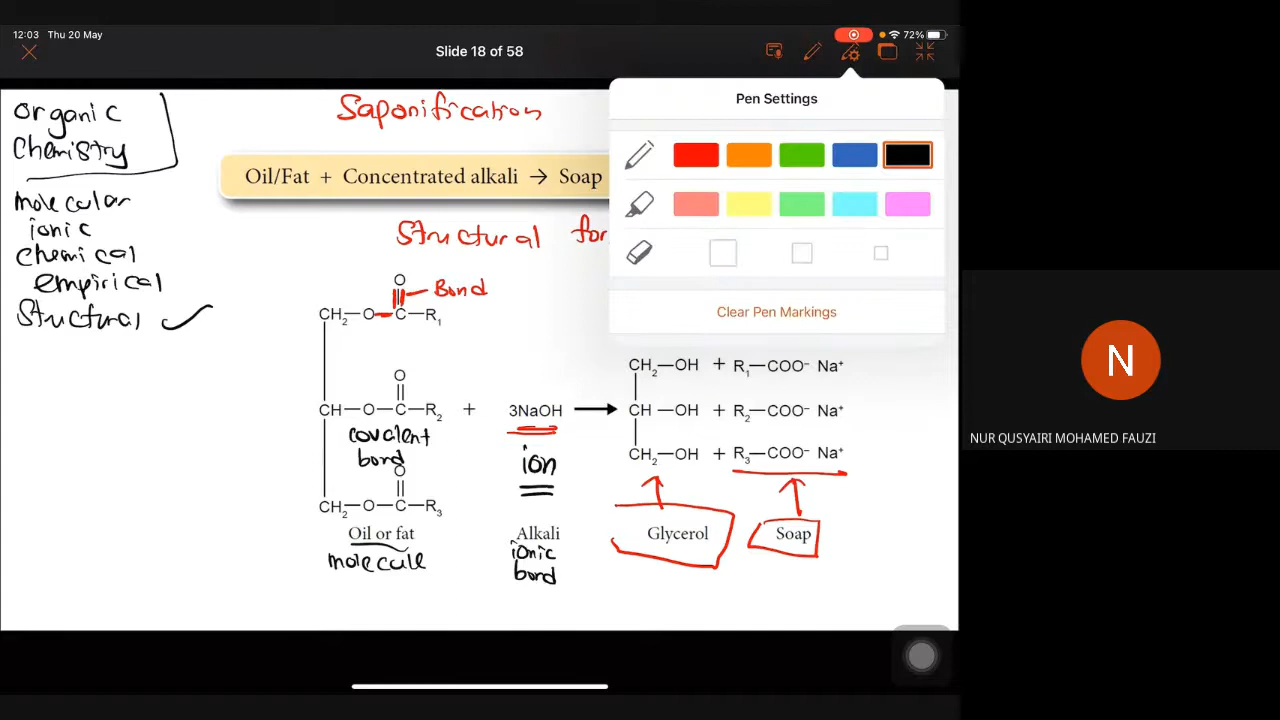 12:03 Thu 20 May
72%
Slide 18 of 58
Pen Settings
Clear Pen Markings
organic
chemistry
molecular
ionic
chemical
empirical
Structural
Saponification
Oil/Fat + Concentrated alkali → Soap
Structural for
O
Bond
CH₂—O—C—R₁
O
CH—O—C—R₂ + 3NaOH
covalent
bond
ion
O
CH₂—O—C—R₃
Oil or fat
molecule
Alkali
ionic
bond
CH₂—OH + R₁—COO⁻ Na⁺
CH—OH + R₂—COO⁻ Na⁺
CH₂—OH + R₃—COO⁻ Na⁺
Glycerol
Soap
N
NUR QUSYAIRI MOHAMED FAUZI